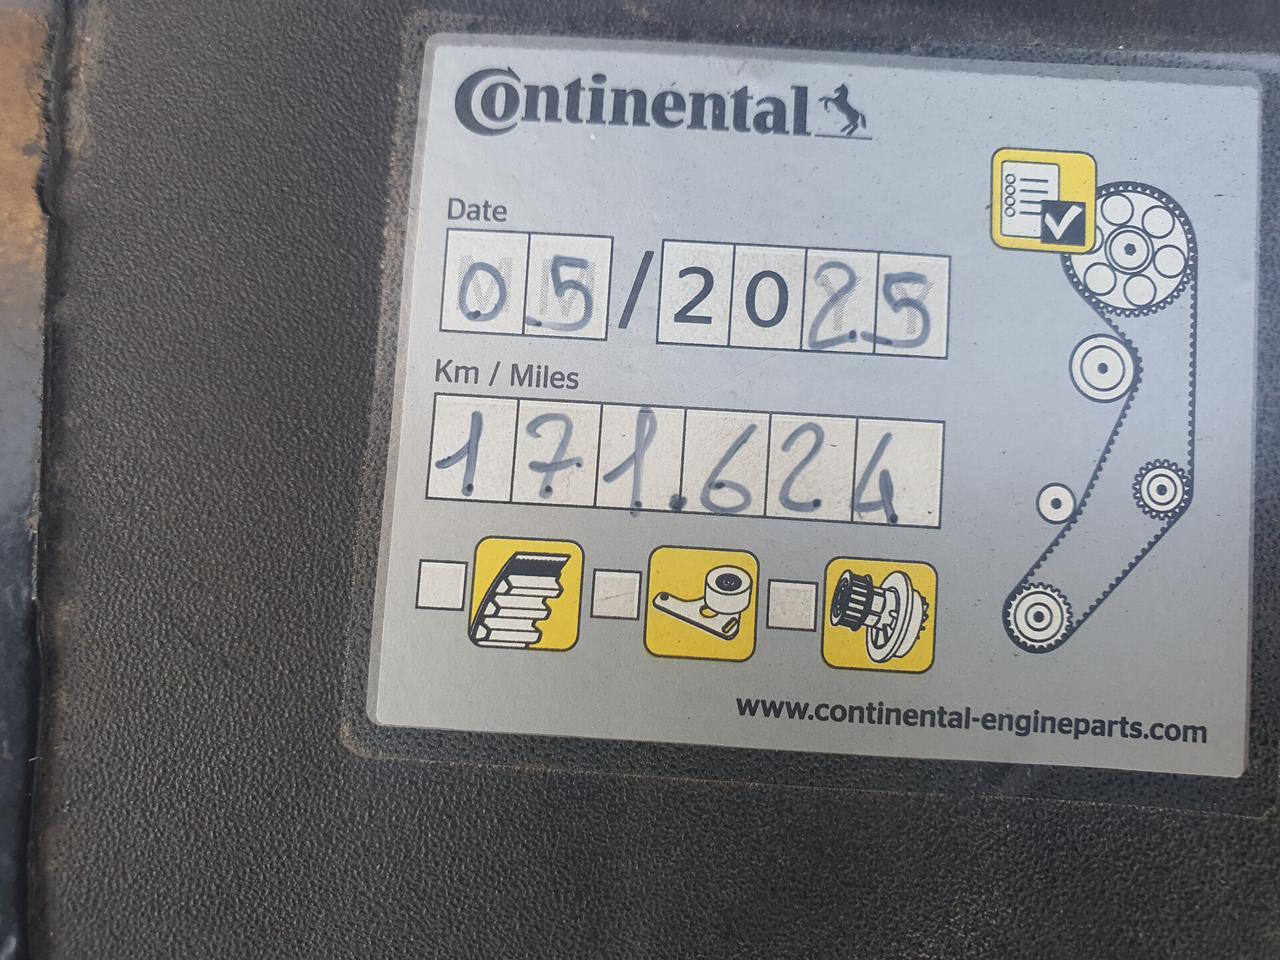 Continental
Date
05/2025
Km / Miles
171.624
www.continental-engineparts.com